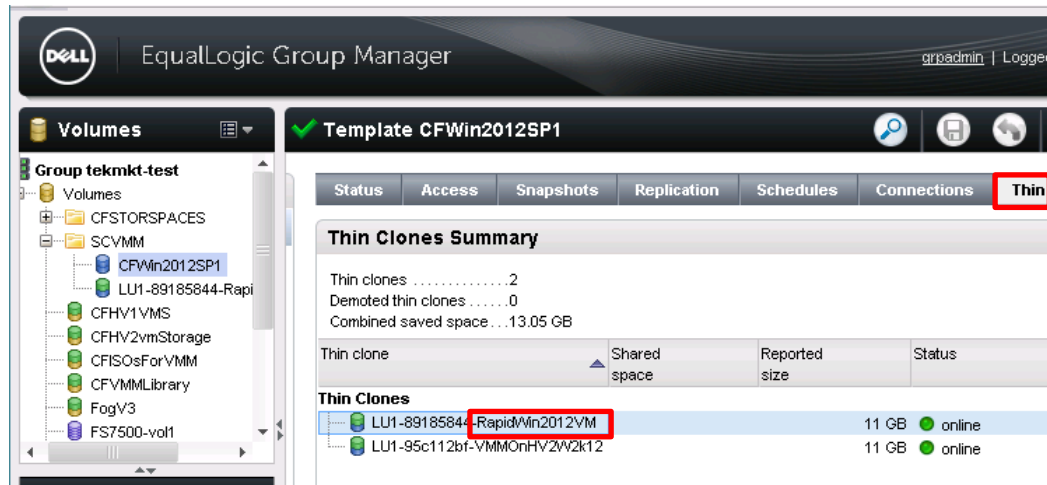 DELL
EqualLogic Group Manager
grpadmin | Logge
Volumes
Template CFWin2012SP1
Group tekmkt-test
Volumes
CFSTORSPACES
SCVMM
CFWin2012SP1
LU1-89185844-Rapi
CFHV1VMS
CFHV2vmStorage
CFISOsForVMM
CFVMMLibrary
FogV3
FS7500-vol1
Status Access Snapshots Replication Schedules Connections Thin
Thin Clones Summary
Thin clones ..............2
Demoted thin clones ......0
Combined saved space...13.05 GB
Thin clone Shared space Reported size Status
Thin Clones
LU1-89185844-RapidWin2012VM 11 GB online
LU1-95c112bf-VMMOnHV2W2k12 11 GB online